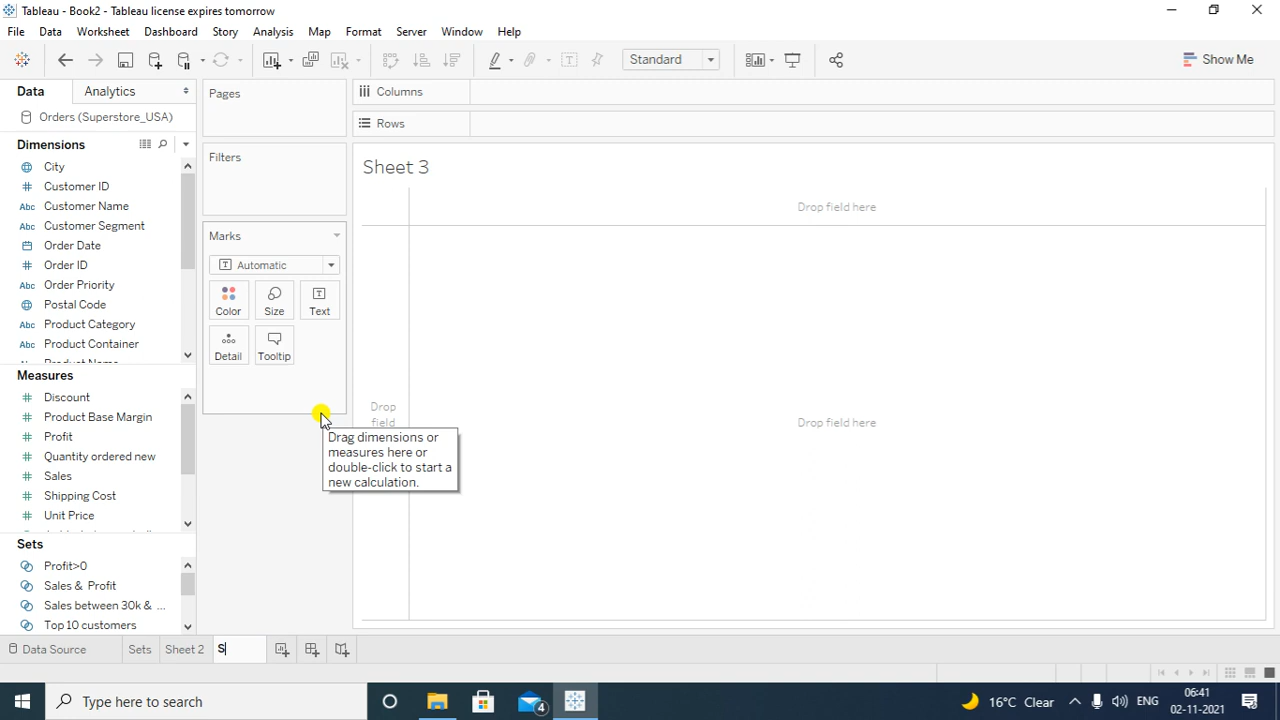 Tableau - Book2 - Tableau license expires tomorrow
File Data Worksheet Dashboard Story Analysis Map Format Server Window Help
Standard
Show Me
Data Analytics
Orders (Superstore_USA)
Dimensions
City
Customer ID
Abc Customer Name
Abc Customer Segment
Order Date
Order ID
Abc Order Priority
Postal Code
Abc Product Category
Abc Product Container
Measures
Discount
Product Base Margin
Profit
Quantity ordered new
Sales
Shipping Cost
Unit Price
Sets
Profit>0
Sales & Profit
Sales between 30k & ...
Top 10 customers
Pages
Filters
Marks
Automatic
Color Size Text
Detail Tooltip
Columns
Rows
Sheet 3
Drop field here
Drop
field
Drop field here
Drag dimensions or
measures here or
double-click to start a
new calculation.
Data Source Sets Sheet 2 S
Type here to search
4
16°C Clear
ENG
06:41
02-11-2021